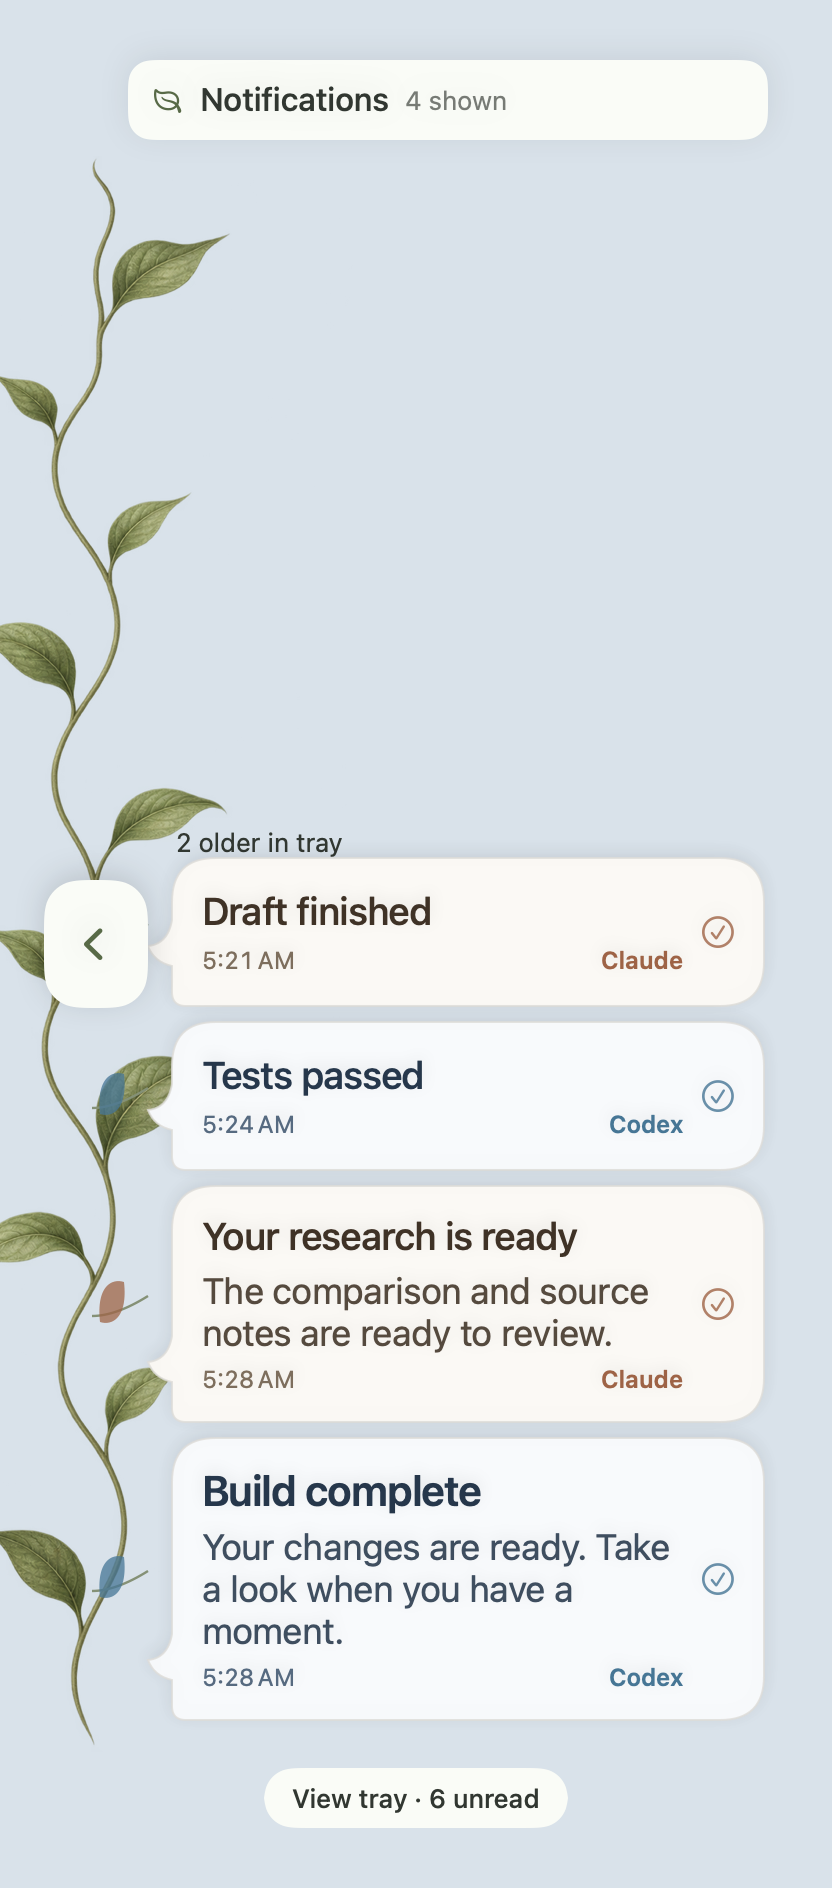 Notifications 4 shown
2 older in tray
Draft finished
5:21 AM Claude
Tests passed
5:24 AM Codex
Your research is ready
The comparison and source
notes are ready to review.
5:28 AM Claude
Build complete
Your changes are ready. Take
a look when you have a
moment.
5:28 AM Codex
View tray · 6 unread